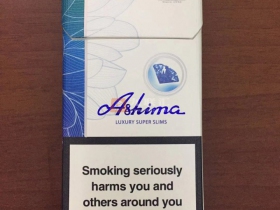 Ashima
LUXURY SUPER SLIMS
Smoking seriously
harms you and
others around you